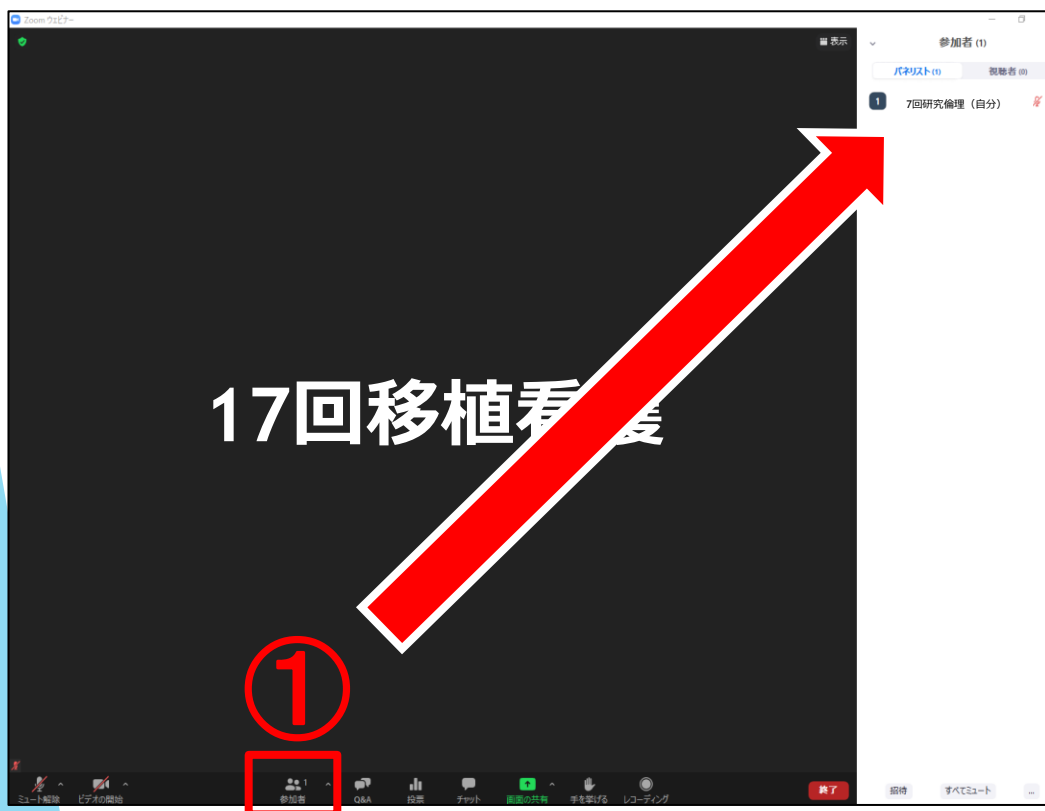 Zoom ウェビナー
表示
参加者 (1)
パネリスト (1)
視聴者 (0)
1
7回研究倫理（自分）
17回移植看護
①
ミュート解除
ビデオの開始
1
参加者
Q&A
投票
チャット
画面の共有
手を挙げる
レコーディング
終了
招待
すべてミュート
...